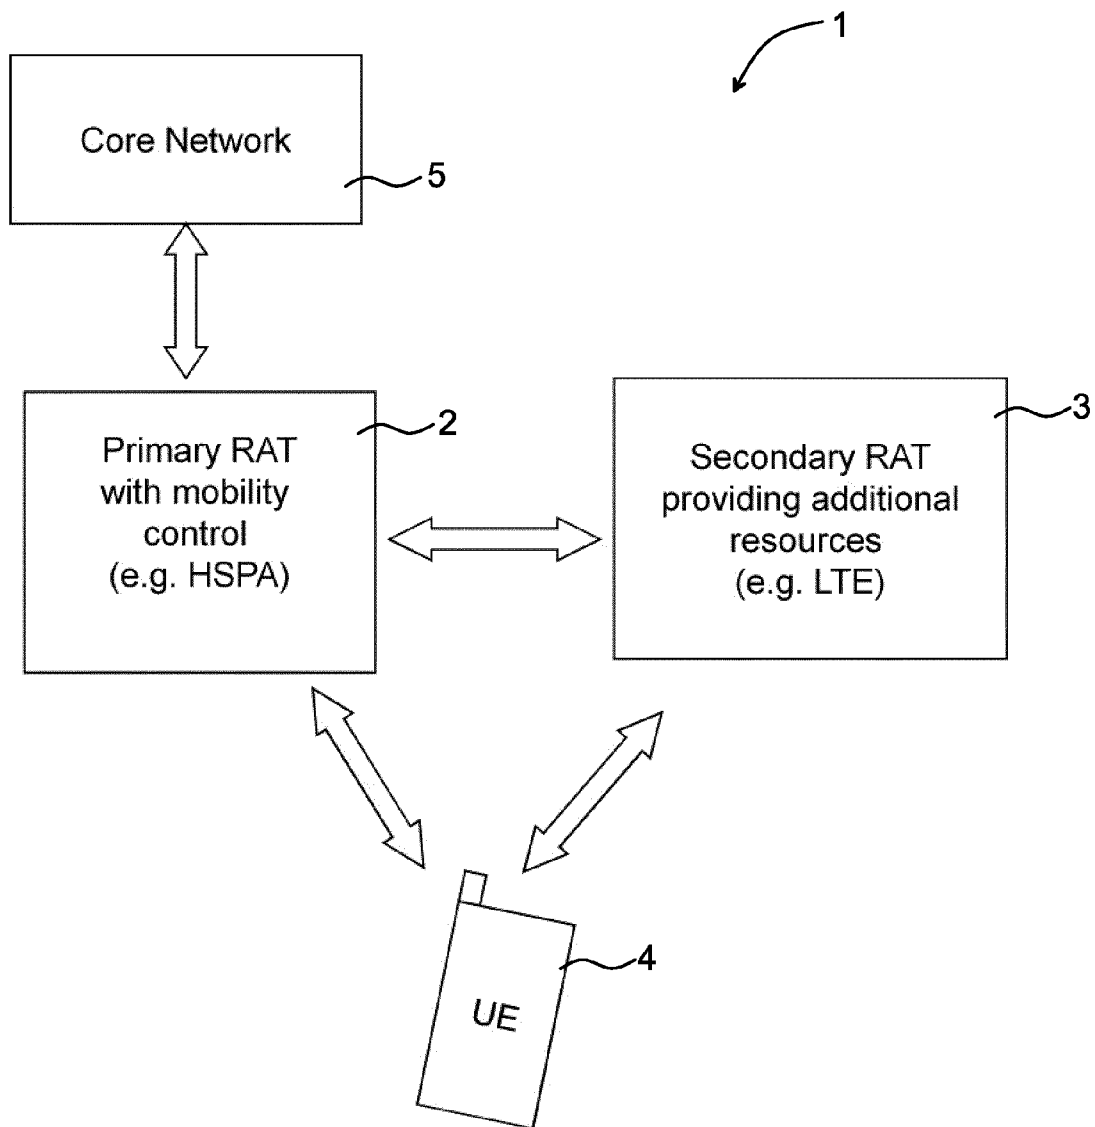 1
Core Network
5
2
Primary RAT
with mobility
control
(e.g. HSPA)
3
Secondary RAT
providing additional
resources
(e.g. LTE)
4
UE